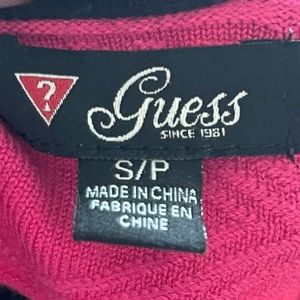 ?
Guess
SINCE 1981
S/P
MADE IN CHINA
FABRIQUE EN
CHINE